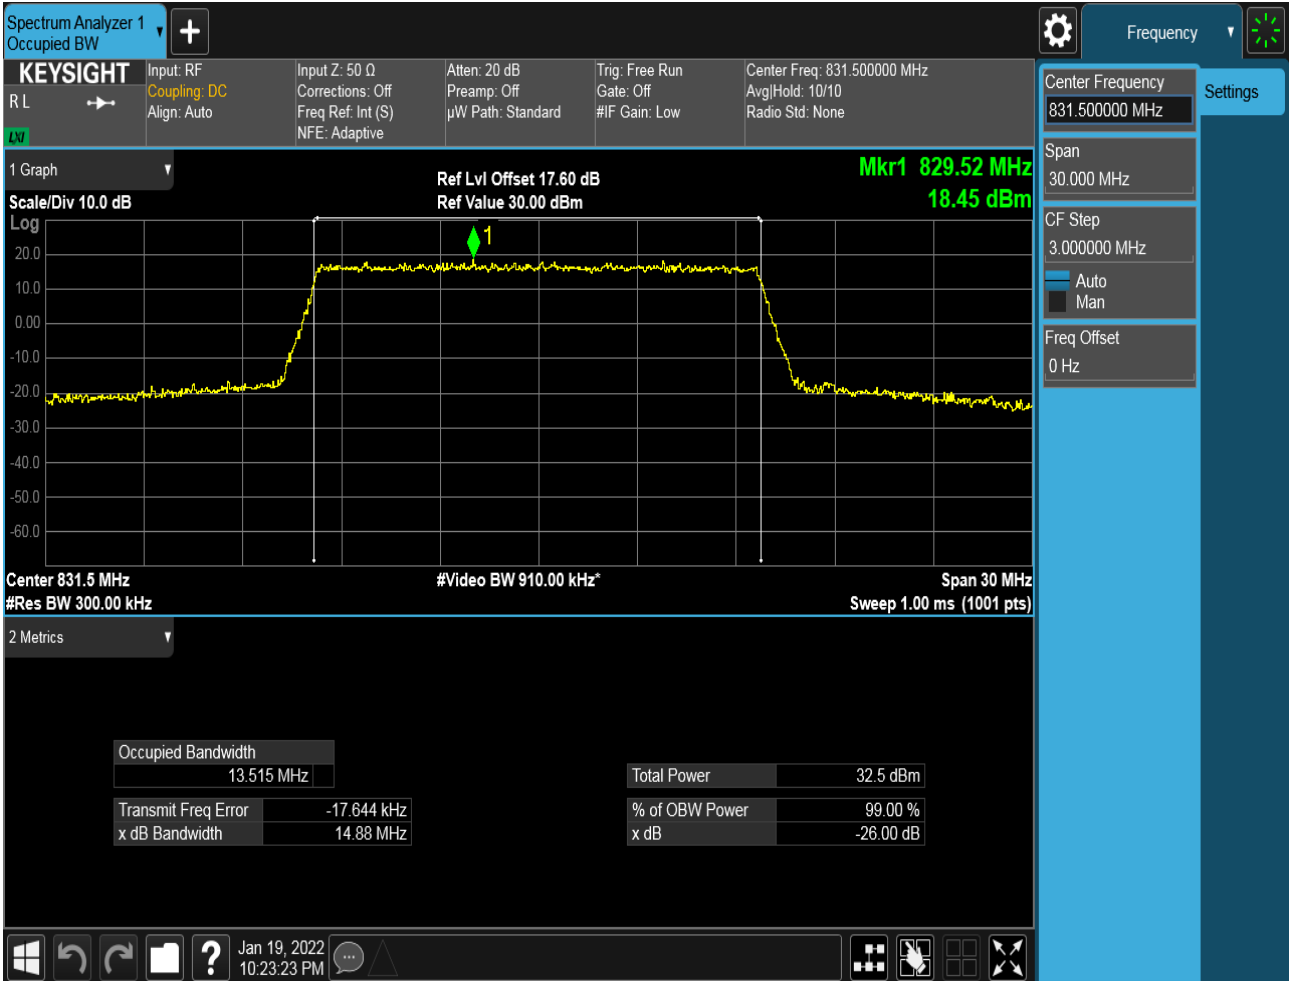 Spectrum Analyzer 1
Occupied BW
Frequency
KEYSIGHT
R L
LXI
Input: RF
Coupling: DC
Align: Auto
Input Z: 50 Ω
Corrections: Off
Freq Ref: Int (S)
NFE: Adaptive
Atten: 20 dB
Preamp: Off
µW Path: Standard
Trig: Free Run
Gate: Off
#IF Gain: Low
Center Freq: 831.500000 MHz
Avg|Hold: 10/10
Radio Std: None
Center Frequency
831.500000 MHz
Settings
Span
30.000 MHz
CF Step
3.000000 MHz
Auto
Man
Freq Offset
0 Hz
1 Graph
Scale/Div 10.0 dB
Log
Ref Lvl Offset 17.60 dB
Ref Value 30.00 dBm
Mkr1 829.52 MHz
18.45 dBm
1
20.0
10.0
0.00
-10.0
-20.0
-30.0
-40.0
-50.0
-60.0
Center 831.5 MHz
#Video BW 910.00 kHz*
Span 30 MHz
#Res BW 300.00 kHz
Sweep 1.00 ms (1001 pts)
2 Metrics
Occupied Bandwidth
13.515 MHz
Total Power 32.5 dBm
Transmit Freq Error -17.644 kHz
% of OBW Power 99.00 %
x dB Bandwidth 14.88 MHz
x dB -26.00 dB
?
Jan 19, 2022
10:23:23 PM